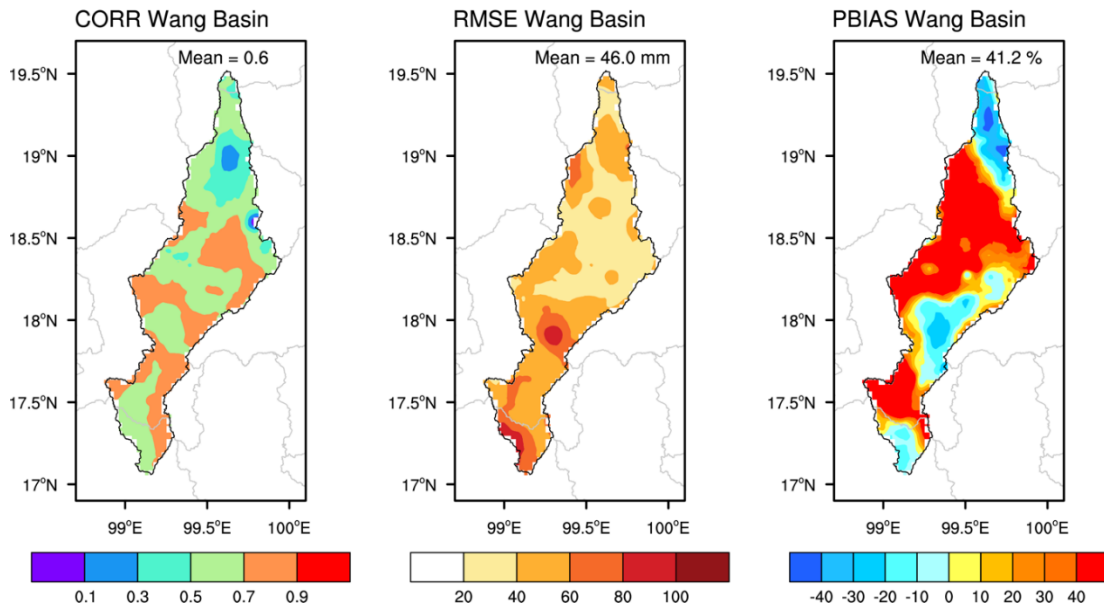 CORR Wang Basin
Mean = 0.6
19.5°N
19°N
18.5°N
18°N
17.5°N
17°N
99°E 99.5°E 100°E
0.1 0.3 0.5 0.7 0.9
RMSE Wang Basin
Mean = 46.0 mm
19.5°N
19°N
18.5°N
18°N
17.5°N
17°N
99°E 99.5°E 100°E
20 40 60 80 100
PBIAS Wang Basin
Mean = 41.2 %
19.5°N
19°N
18.5°N
18°N
17.5°N
17°N
99°E 99.5°E 100°E
-40 -30 -20 -10 0 10 20 30 40